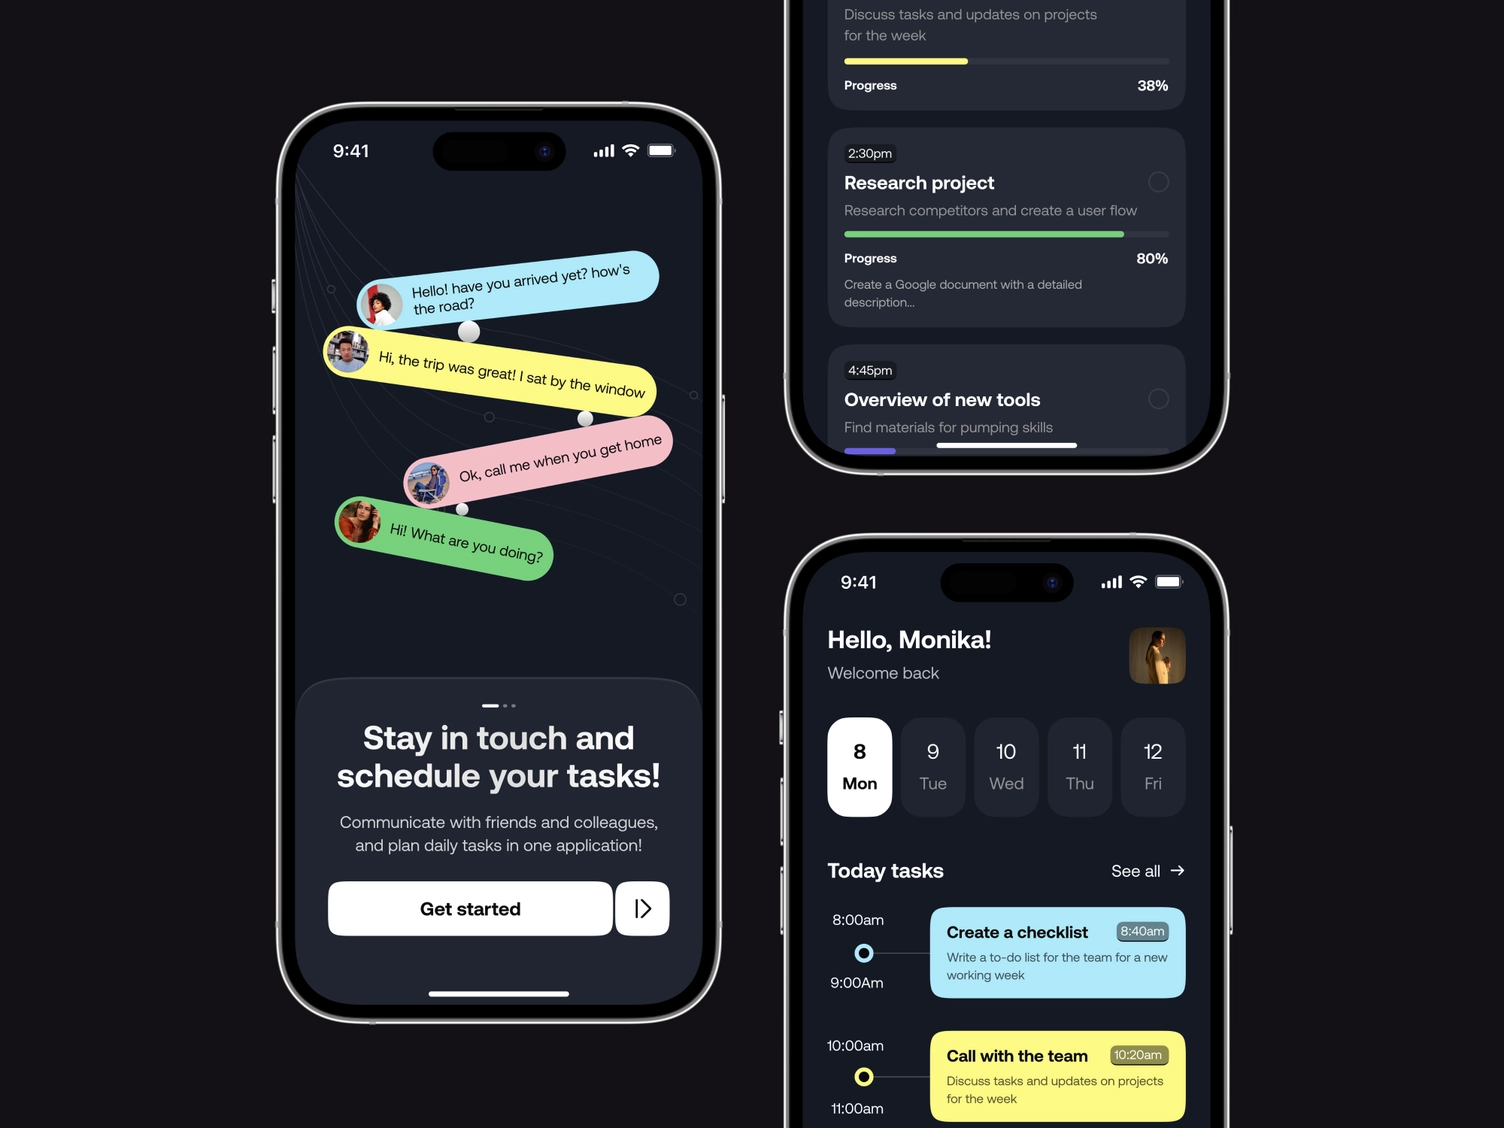 9:41
Hello! have you arrived yet? how's
the road?
Hi, the trip was great! I sat by the window
Ok, call me when you get home
Hi! What are you doing?
Stay in touch and
schedule your tasks!
Communicate with friends and colleagues,
and plan daily tasks in one application!
Get started
Discuss tasks and updates on projects
for the week
Progress 38%
2:30pm
Research project
Research competitors and create a user flow
Progress 80%
Create a Google document with a detailed
description...
4:45pm
Overview of new tools
Find materials for pumping skills
9:41
Hello, Monika!
Welcome back
8 9 10 11 12
Mon Tue Wed Thu Fri
Today tasks See all
8:00am
Create a checklist 8:40am
Write a to-do list for the team for a new
working week
9:00Am
10:00am
Call with the team 10:20am
Discuss tasks and updates on projects
for the week
11:00am